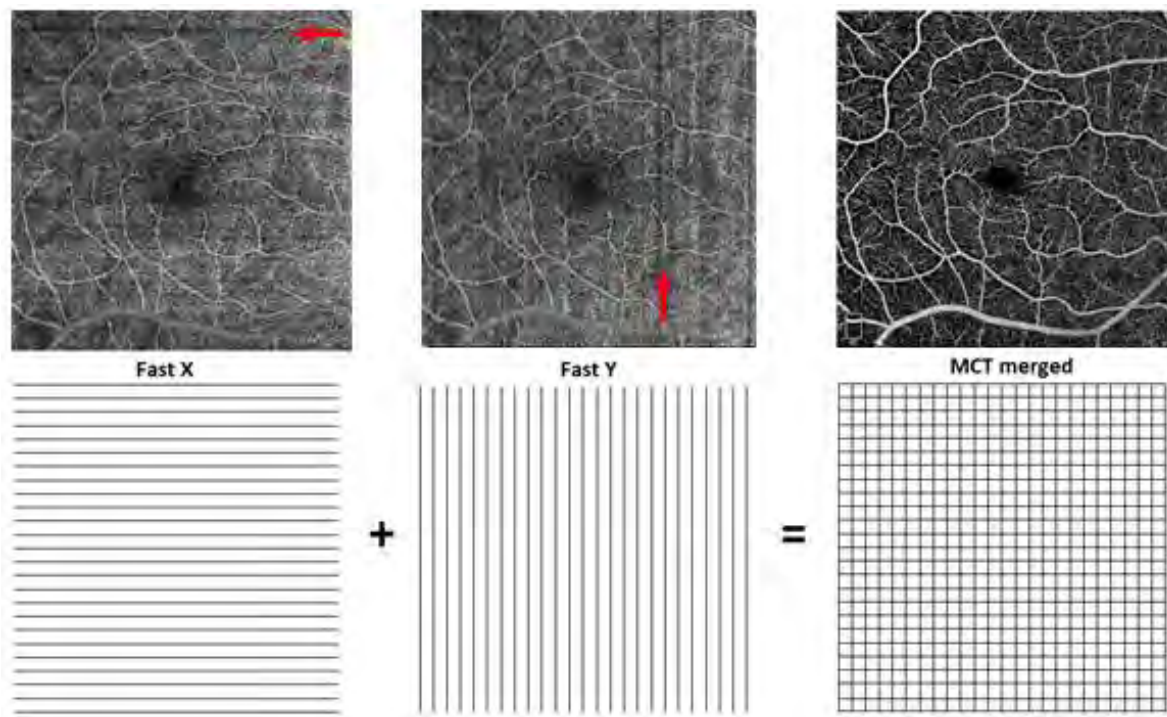 Fast X
Fast Y
MCT merged
+
=